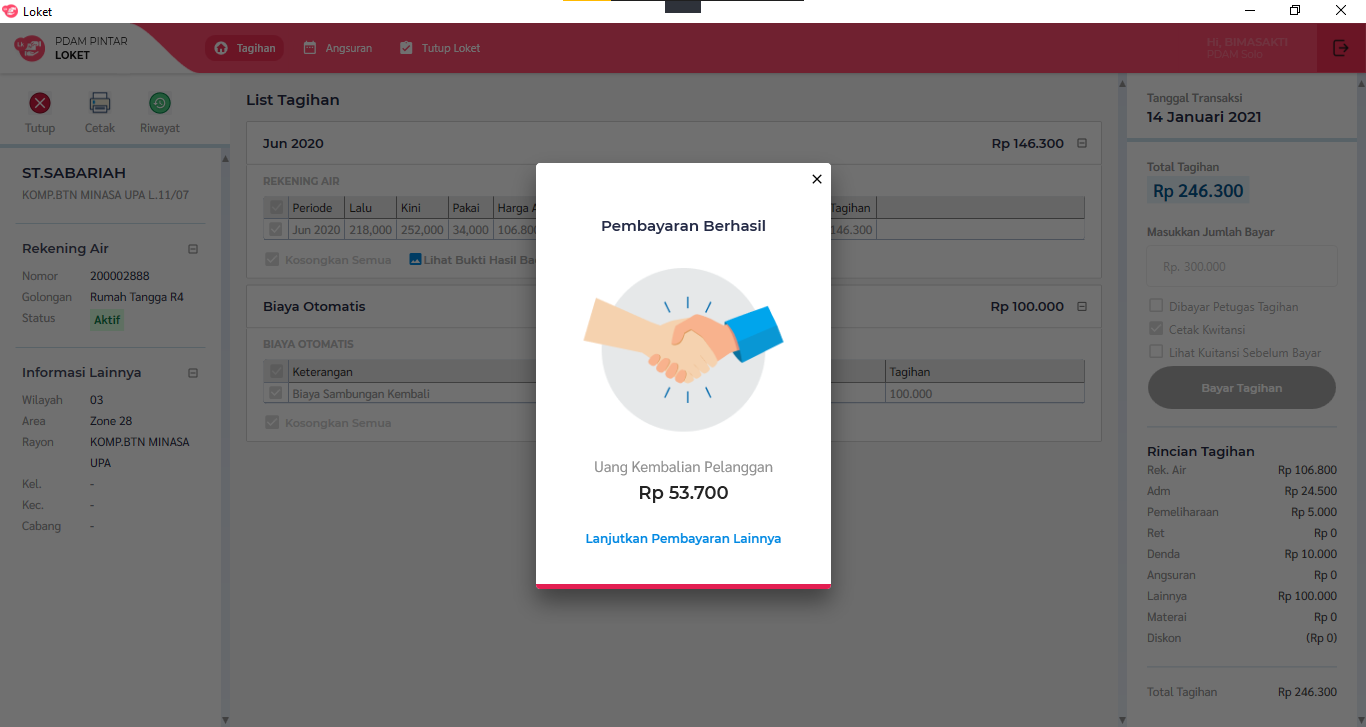 Loket
PDAM PINTAR
LOKET
Tagihan
Angsuran
Tutup Loket
HI, BIMASAKTI
PDAM Solo
Tutup
Cetak
Riwayat
ST.SABARIAH
KOMP.BTN MINASA UPA L.11/07
Rekening Air
Nomor 200002888
Golongan Rumah Tangga R4
Status Aktif
Informasi Lainnya
Wilayah 03
Area Zone 28
Rayon KOMP.BTN MINASA
UPA
Kel. -
Kec. -
Cabang -
List Tagihan
Jun 2020 Rp 146.300
REKENING AIR
Periode Lalu Kini Pakai Harga A Tagihan
Jun 2020 218,000 252,000 34,000 106.800 146.300
Kosongkan Semua Lihat Bukti Hasil Ba
Biaya Otomatis Rp 100.000
BIAYA OTOMATIS
Keterangan Tagihan
Biaya Sambungan Kembali 100.000
Kosongkan Semua
Pembayaran Berhasil
Uang Kembalian Pelanggan
Rp 53.700
Lanjutkan Pembayaran Lainnya
Tanggal Transaksi
14 Januari 2021
Total Tagihan
Rp 246.300
Masukkan Jumlah Bayar
Rp. 300.000
Dibayar Petugas Tagihan
Cetak Kwitansi
Lihat Kuitansi Sebelum Bayar
Bayar Tagihan
Rincian Tagihan
Rek. Air Rp 106.800
Adm Rp 24.500
Pemeliharaan Rp 5.000
Ret Rp 0
Denda Rp 10.000
Angsuran Rp 0
Lainnya Rp 100.000
Materai Rp 0
Diskon (Rp 0)
Total Tagihan Rp 246.300